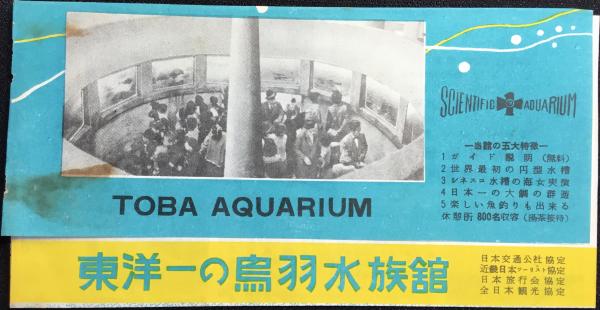 SCIENTIFIC AQUARIUM
―当館の五大特徴―
1 ガイド説明(無料)
2 世界最初の円型水槽
3 シネスコ水槽の海女実演
4 日本一の大鯛の群遊
5 楽しい魚釣りも出来る
休憩所 800名収容(湯茶接待)
TOBA AQUARIUM
東洋一の鳥羽水族舘
日本交通公社協定
近畿日本ツーリスト協定
日本旅行会協定
全日本観光協定